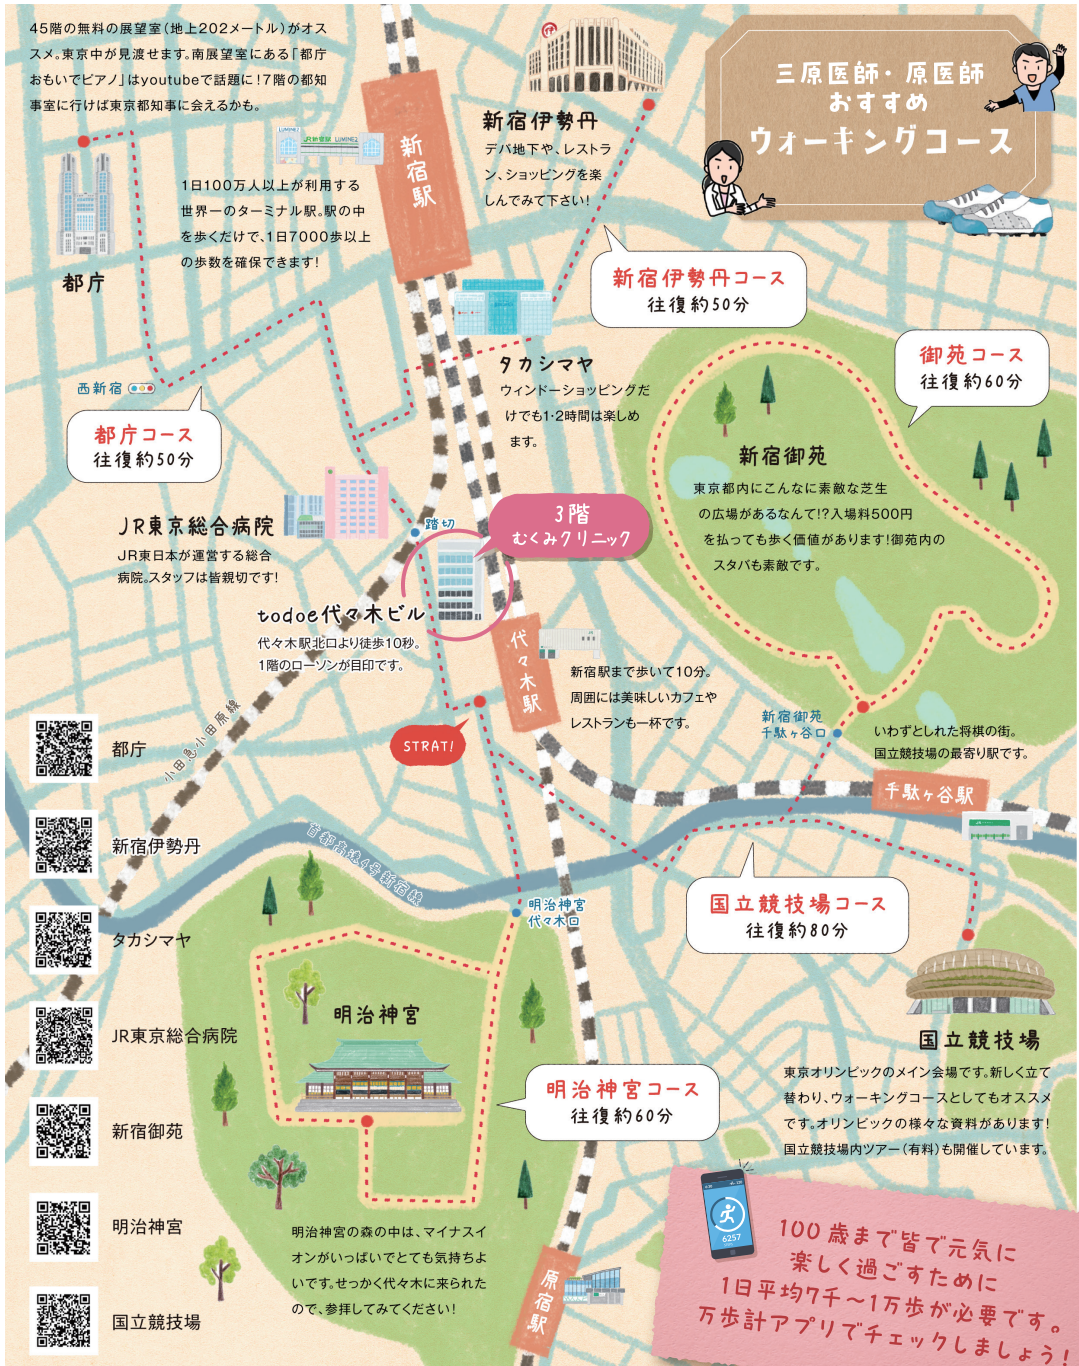 45階の無料の展望室（地上202メートル）がオス
スメ。東京中が見渡せます。南展望室にある「都庁
おもいでピアノ」はyoutubeで話題に！7階の都知
事室に行けば東京都知事に会えるかも。
都庁
LUMINE2
JR新宿駅 LUMINE2
新宿駅
1日100万人以上が利用する
世界一のターミナル駅。駅の中
を歩くだけで、1日7000歩以上
の歩数を確保できます！
新宿伊勢丹
デパ地下や、レストラ
ン、ショッピングを楽
しんでみて下さい！
三原医師・原医師
おすすめ
ウォーキングコース
新宿伊勢丹コース
往復約50分
御苑コース
往復約60分
タカシマヤ
ウィンドーショッピングだ
けでも1・2時間は楽しめ
ます。
西新宿
都庁コース
往復約50分
新宿御苑
東京都内にこんなに素敵な芝生
の広場があるなんて！?入場料500円
を払っても歩く価値があります！御苑内の
スタバも素敵です。
JR東京総合病院
JR東日本が運営する総合
病院。スタッフは皆親切です！
踏切
3階
むくみクリニック
todoe代々木ビル
代々木駅北口より徒歩10秒。
1階のローソンが目印です。
代々木駅
新宿駅まで歩いて10分。
周囲には美味しいカフェや
レストランも一杯です。
STRAT!
新宿御苑
千駄ヶ谷口
いわずとしれた将棋の街。
国立競技場の最寄り駅です。
千駄ヶ谷駅
小田急小田原線
首都高速4号新宿線
都庁
新宿伊勢丹
タカシマヤ
JR東京総合病院
新宿御苑
明治神宮
国立競技場
明治神宮
代々木口
国立競技場コース
往復約80分
明治神宮
明治神宮コース
往復約60分
国立競技場
東京オリンピックのメイン会場です。新しく立て
替わり、ウォーキングコースとしてもオススメ
です。オリンピックの様々な資料があります！
国立競技場内ツアー（有料）も開催しています。
明治神宮の森の中は、マイナスイ
オンがいっぱいでとても気持ちよ
いです。せっかく代々木に来られた
ので、参拝してみてください！
原宿駅
6257
100歳まで皆で元気に
楽しく過ごすために
1日平均7千〜1万歩が必要です。
万歩計アプリでチェックしましょう！